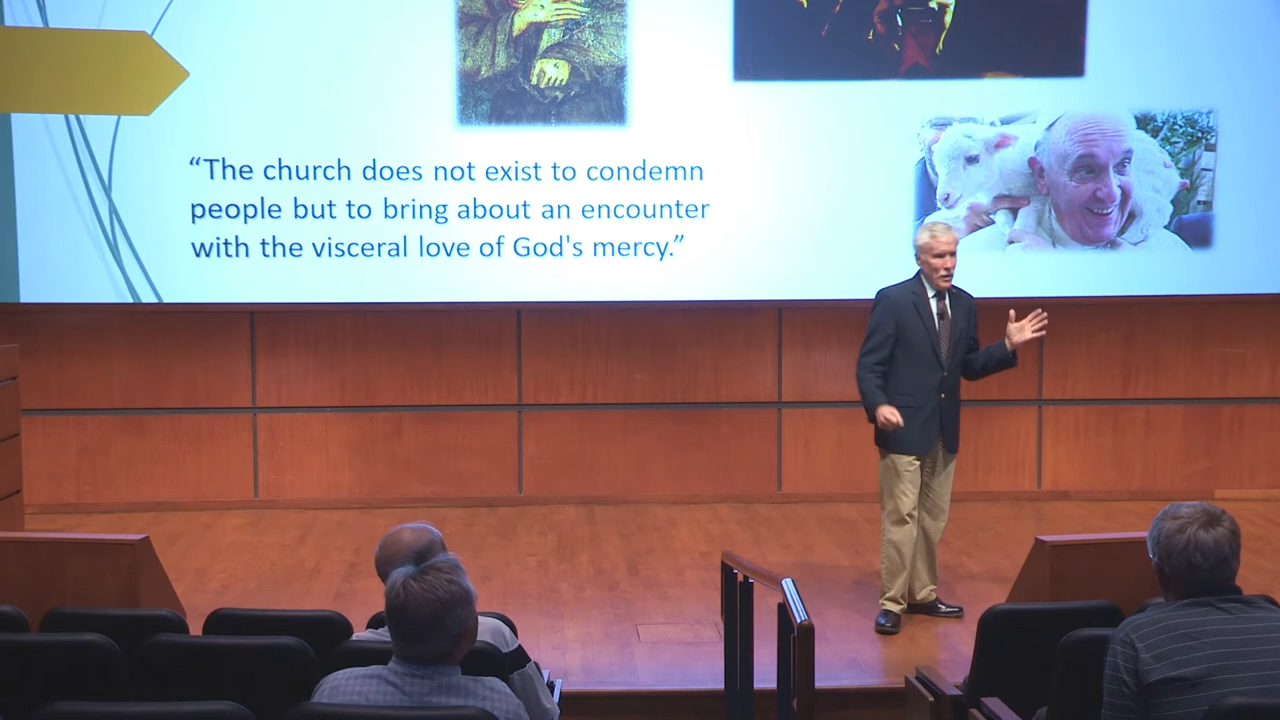 “The church does not exist to condemn
people but to bring about an encounter
with the visceral love of God's mercy.”